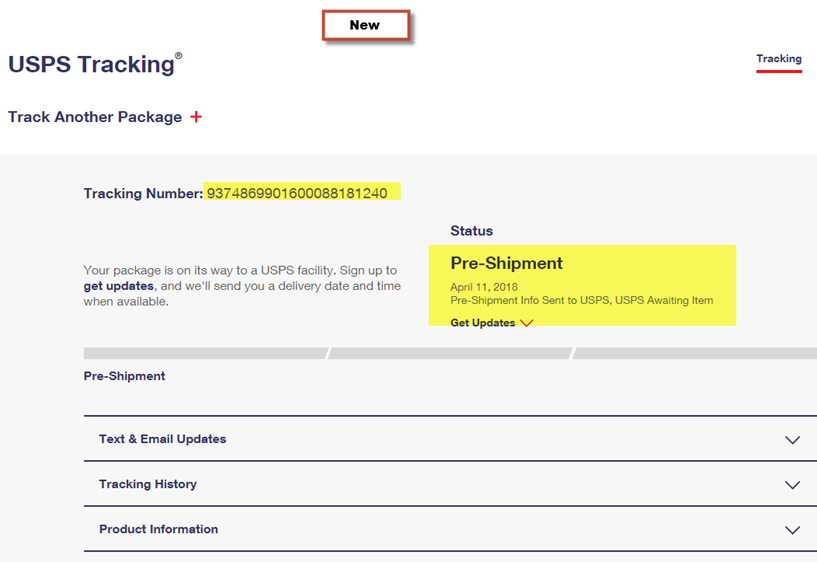 New
USPS Tracking®
Tracking
Track Another Package +
Tracking Number: 9374869901600088181240
Status
Pre-Shipment
April 11, 2018
Pre-Shipment Info Sent to USPS, USPS Awaiting Item
Get Updates
Your package is on its way to a USPS facility. Sign up to
get updates, and we'll send you a delivery date and time
when available.
Pre-Shipment
Text & Email Updates
Tracking History
Product Information